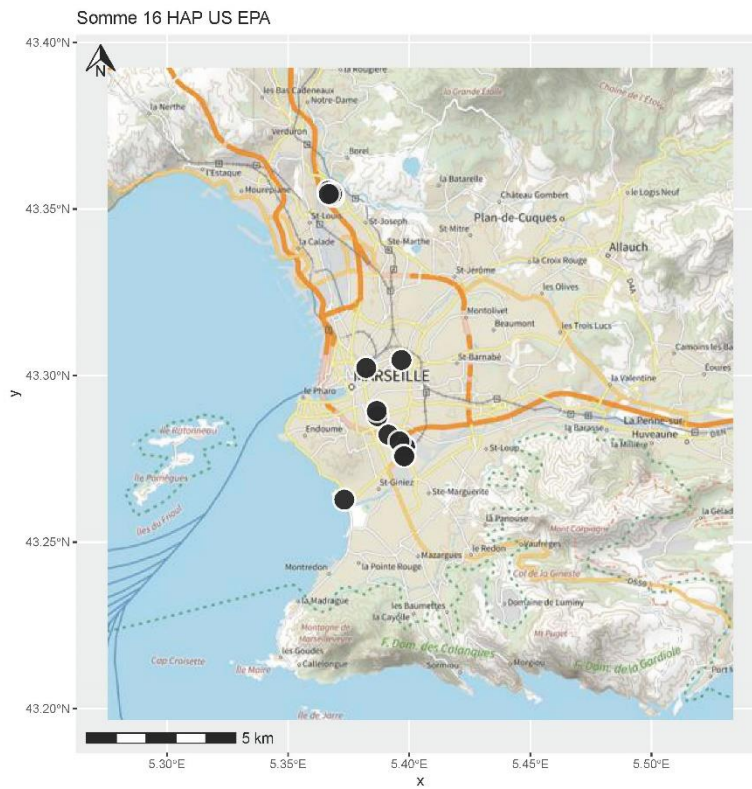 Somme 16 HAP US EPA
43.40°N
N
la Nerthe
les Bas Cadeneaux
Notre-Dame
la Grande Étoile
Verduron
Borel
l'Estaque
Mourepiane
la Batarelle
Château Gombert
le Logis Neuf
43.35°N
St-Louis
St-Joseph
Plan-de-Cuques
St-Mitre
la Calade
Ste-Marthe
Allauch
la Croix Rouge
St-Jérôme
les Olives
D4A
Montolivet
Beaumont
les Trois Lucs
Camoins les Ba
St-Barnabé
Éoures
43.30°N
MARSEILLE
la Valentine
le Pharo
y
La Penne-sur-
Île Ratonneau
Endoume
la Barasse
Huveaune
la Millière
St-Loup
Île Pomègues
St-Giniez
Ste-Marguerite
Îles du Frioul
la Panouse
Mont Carpiagne
43.25°N
Vaufrèges
Mazargues
le Redon
Montredon
la Pointe Rouge
Col de la Gineste
D559
la Madrague
les Baumettes
Domaine de Luminy
la Cayolle
Montagne de
Marseilleveyre
Mt Puget
F. Dom. des Calanques
les Goudes
F. Dom. de la Gardiole
Cap Croisette
Callelongue
Sormiou
Morgiou
Île Maire
43.20°N
Île de Jarre
5 km
5.30°E
5.35°E
5.40°E
5.45°E
5.50°E
x